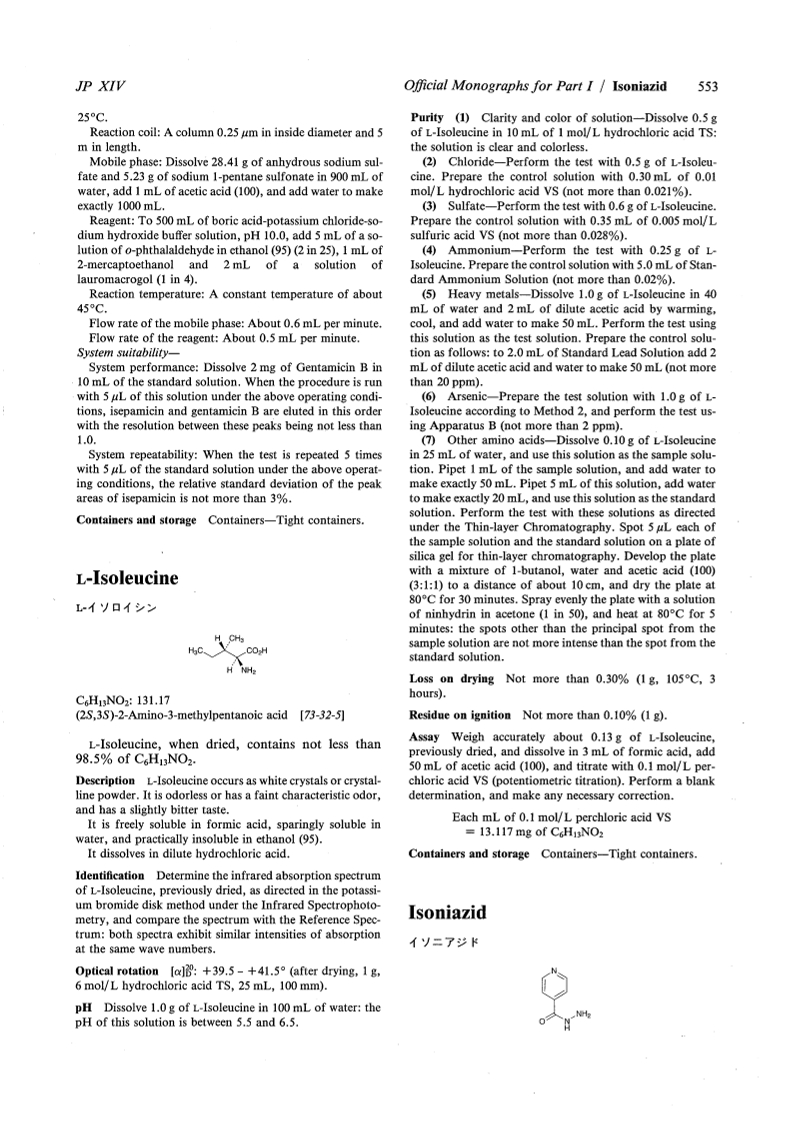 JP XIV
Official Monographs for Part I / Isoniazid 553
25°C.
Reaction coil: A column 0.25 μm in inside diameter and 5
m in length.
Mobile phase: Dissolve 28.41 g of anhydrous sodium sul-
fate and 5.23 g of sodium 1-pentane sulfonate in 900 mL of
water, add 1 mL of acetic acid (100), and add water to make
exactly 1000 mL.
Reagent: To 500 mL of boric acid-potassium chloride-so-
dium hydroxide buffer solution, pH 10.0, add 5 mL of a so-
lution of o-phthalaldehyde in ethanol (95) (2 in 25), 1 mL of
2-mercaptoethanol and 2 mL of a solution of
lauromacrogol (1 in 4).
Reaction temperature: A constant temperature of about
45°C.
Flow rate of the mobile phase: About 0.6 mL per minute.
Flow rate of the reagent: About 0.5 mL per minute.
System suitability—
System performance: Dissolve 2 mg of Gentamicin B in
10 mL of the standard solution. When the procedure is run
with 5 μL of this solution under the above operating condi-
tions, isepamicin and gentamicin B are eluted in this order
with the resolution between these peaks being not less than
1.0.
System repeatability: When the test is repeated 5 times
with 5 μL of the standard solution under the above operat-
ing conditions, the relative standard deviation of the peak
areas of isepamicin is not more than 3%.
Containers and storage Containers—Tight containers.
L-Isoleucine
L-イソロイシン
H CH₃
H₃C CO₂H
H NH₂
C₆H₁₃NO₂: 131.17
(2S,3S)-2-Amino-3-methylpentanoic acid [73-32-5]
L-Isoleucine, when dried, contains not less than
98.5% of C₆H₁₃NO₂.
Description L-Isoleucine occurs as white crystals or crystal-
line powder. It is odorless or has a faint characteristic odor,
and has a slightly bitter taste.
It is freely soluble in formic acid, sparingly soluble in
water, and practically insoluble in ethanol (95).
It dissolves in dilute hydrochloric acid.
Identification Determine the infrared absorption spectrum
of L-Isoleucine, previously dried, as directed in the potassi-
um bromide disk method under the Infrared Spectrophoto-
metry, and compare the spectrum with the Reference Spec-
trum: both spectra exhibit similar intensities of absorption
at the same wave numbers.
Optical rotation [α]²⁰D: +39.5 – +41.5° (after drying, 1 g,
6 mol/L hydrochloric acid TS, 25 mL, 100 mm).
pH Dissolve 1.0 g of L-Isoleucine in 100 mL of water: the
pH of this solution is between 5.5 and 6.5.
Purity (1) Clarity and color of solution—Dissolve 0.5 g
of L-Isoleucine in 10 mL of 1 mol/L hydrochloric acid TS:
the solution is clear and colorless.
(2) Chloride—Perform the test with 0.5 g of L-Isoleu-
cine. Prepare the control solution with 0.30 mL of 0.01
mol/L hydrochloric acid VS (not more than 0.021%).
(3) Sulfate—Perform the test with 0.6 g of L-Isoleucine.
Prepare the control solution with 0.35 mL of 0.005 mol/L
sulfuric acid VS (not more than 0.028%).
(4) Ammonium—Perform the test with 0.25 g of L-
Isoleucine. Prepare the control solution with 5.0 mL of Stan-
dard Ammonium Solution (not more than 0.02%).
(5) Heavy metals—Dissolve 1.0 g of L-Isoleucine in 40
mL of water and 2 mL of dilute acetic acid by warming,
cool, and add water to make 50 mL. Perform the test using
this solution as the test solution. Prepare the control solu-
tion as follows: to 2.0 mL of Standard Lead Solution add 2
mL of dilute acetic acid and water to make 50 mL (not more
than 20 ppm).
(6) Arsenic—Prepare the test solution with 1.0 g of L-
Isoleucine according to Method 2, and perform the test us-
ing Apparatus B (not more than 2 ppm).
(7) Other amino acids—Dissolve 0.10 g of L-Isoleucine
in 25 mL of water, and use this solution as the sample solu-
tion. Pipet 1 mL of the sample solution, and add water to
make exactly 50 mL. Pipet 5 mL of this solution, add water
to make exactly 20 mL, and use this solution as the standard
solution. Perform the test with these solutions as directed
under the Thin-layer Chromatography. Spot 5 μL each of
the sample solution and the standard solution on a plate of
silica gel for thin-layer chromatography. Develop the plate
with a mixture of 1-butanol, water and acetic acid (100)
(3:1:1) to a distance of about 10 cm, and dry the plate at
80°C for 30 minutes. Spray evenly the plate with a solution
of ninhydrin in acetone (1 in 50), and heat at 80°C for 5
minutes: the spots other than the principal spot from the
sample solution are not more intense than the spot from the
standard solution.
Loss on drying Not more than 0.30% (1 g, 105°C, 3
hours).
Residue on ignition Not more than 0.10% (1 g).
Assay Weigh accurately about 0.13 g of L-Isoleucine,
previously dried, and dissolve in 3 mL of formic acid, add
50 mL of acetic acid (100), and titrate with 0.1 mol/L per-
chloric acid VS (potentiometric titration). Perform a blank
determination, and make any necessary correction.
Each mL of 0.1 mol/L perchloric acid VS
= 13.117 mg of C₆H₁₃NO₂
Containers and storage Containers—Tight containers.
Isoniazid
イソニアジド
N
NH₂
O N
H